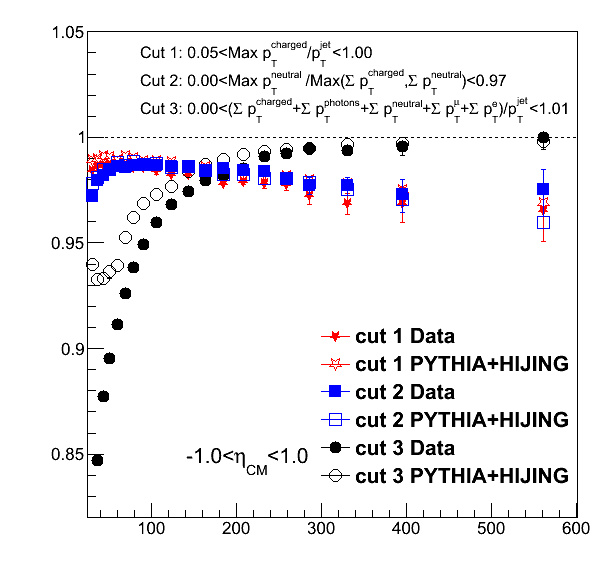 1.05
Cut 1: 0.05<Max p_T^charged/p_T^jet<1.00
Cut 2: 0.00<Max p_T^neutral /Max(Σ p_T^charged,Σ p_T^neutral)<0.97
Cut 3: 0.00<(Σ p_T^charged+Σ p_T^photons+Σ p_T^neutral+Σ p_T^μ+Σ p_T^e)/p_T^jet<1.01
1
0.95
0.9
0.85
cut 1 Data
cut 1 PYTHIA+HIJING
cut 2 Data
cut 2 PYTHIA+HIJING
cut 3 Data
cut 3 PYTHIA+HIJING
-1.0<η_CM<1.0
100 200 300 400 500 600